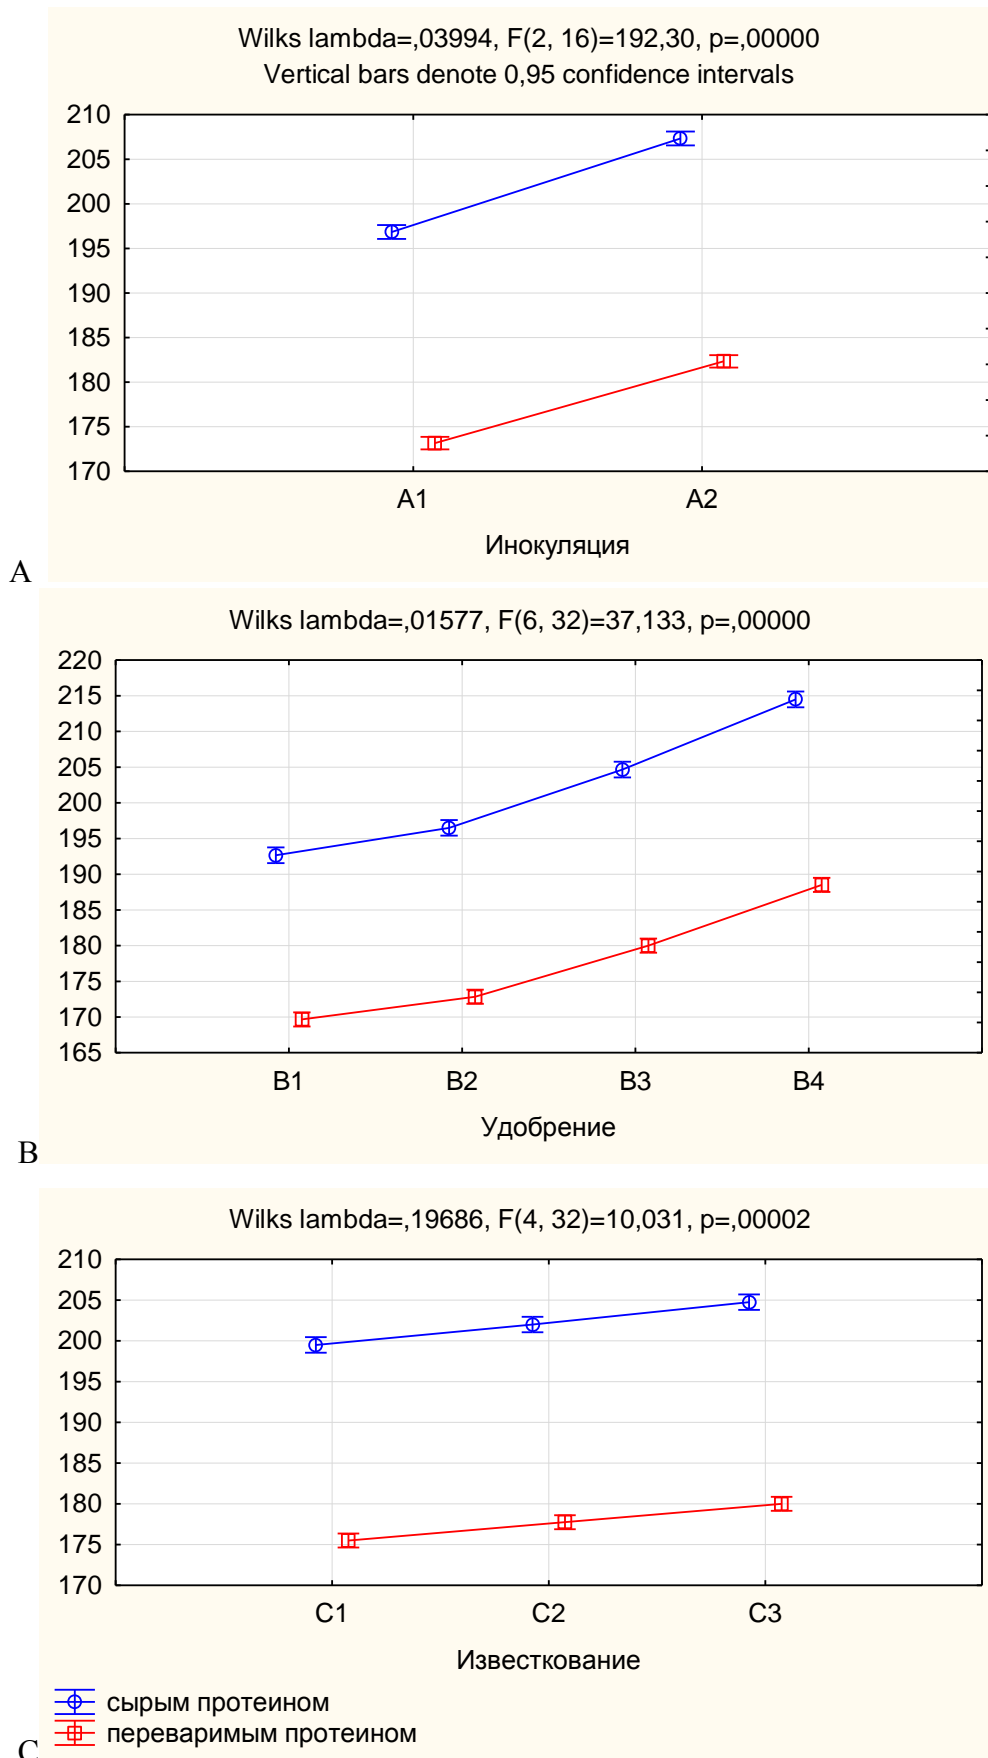 Wilks lambda=,03994, F(2, 16)=192,30, p=,00000
Vertical bars denote 0,95 confidence intervals
210
205
200
195
190
185
180
175
170
A1 A2
Инокуляция
A
Wilks lambda=,01577, F(6, 32)=37,133, p=,00000
220
215
210
205
200
195
190
185
180
175
170
165
B1 B2 B3 B4
Удобрение
B
Wilks lambda=,19686, F(4, 32)=10,031, p=,00002
210
205
200
195
190
185
180
175
170
C1 C2 C3
Известкование
сырым протеином
переваримым протеином
C